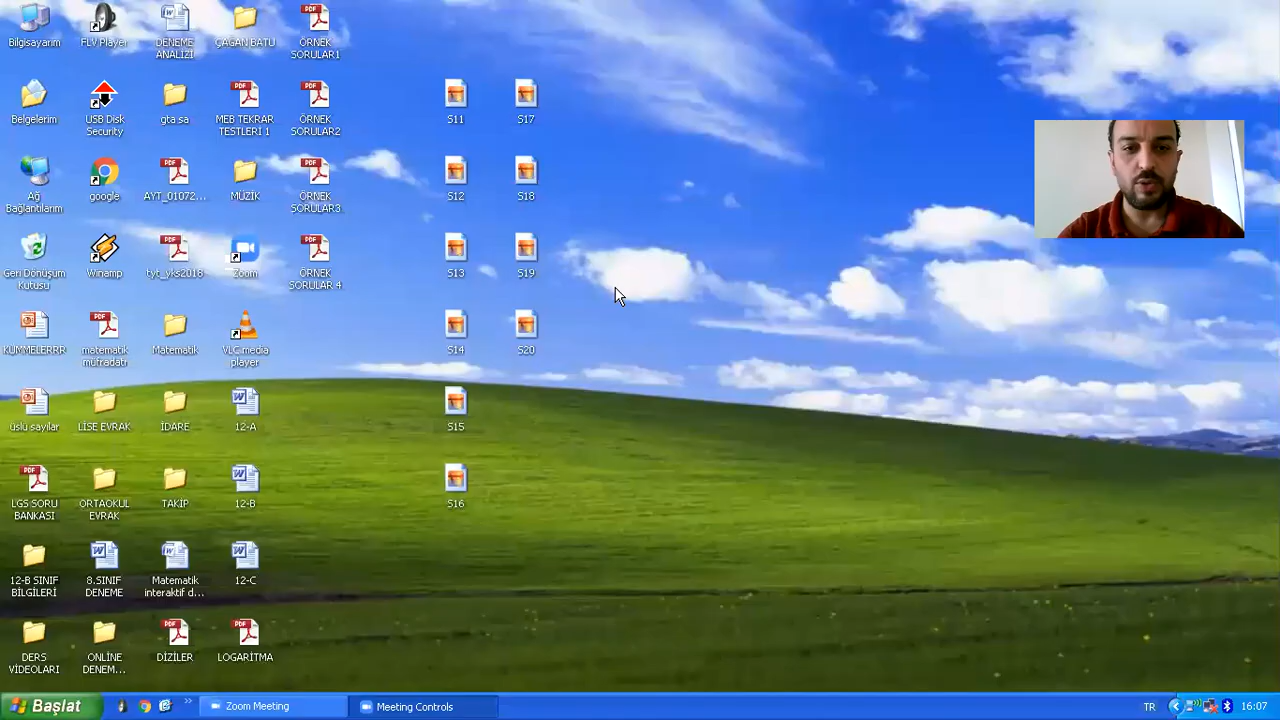 Bilgisayarım
FLV Player
DENEME
ANALİZİ
ÇAĞAN BATU
ÖRNEK
SORULAR1
Belgelerim
USB Disk
Security
gta sa
MEB TEKRAR
TESTLERİ 1
ÖRNEK
SORULAR2
S11
S17
Ağ
Bağlantılarım
google
AYT_01072...
MÜZİK
ÖRNEK
SORULAR3
S12
S18
Geri Dönüşüm
Kutusu
Winamp
tyt_yks2018
Zoom
ÖRNEK
SORULAR 4
S13
S19
KÜMMELERRR
matematik
müfradatı
Matematik
VLC media
player
S14
S20
üslü sayılar
LİSE EVRAK
İDARE
12-A
S15
LGS SORU
BANKASI
ORTAOKUL
EVRAK
TAKİP
12-B
S16
12-B SINIF
BİLGİLERİ
8.SINIF
DENEME
Matematik
interaktif d...
12-C
DERS
VİDEOLARI
ONLİNE
DENEM...
DİZİLER
LOGARİTMA
Başlat
Zoom Meeting
Meeting Controls
TR
16:07